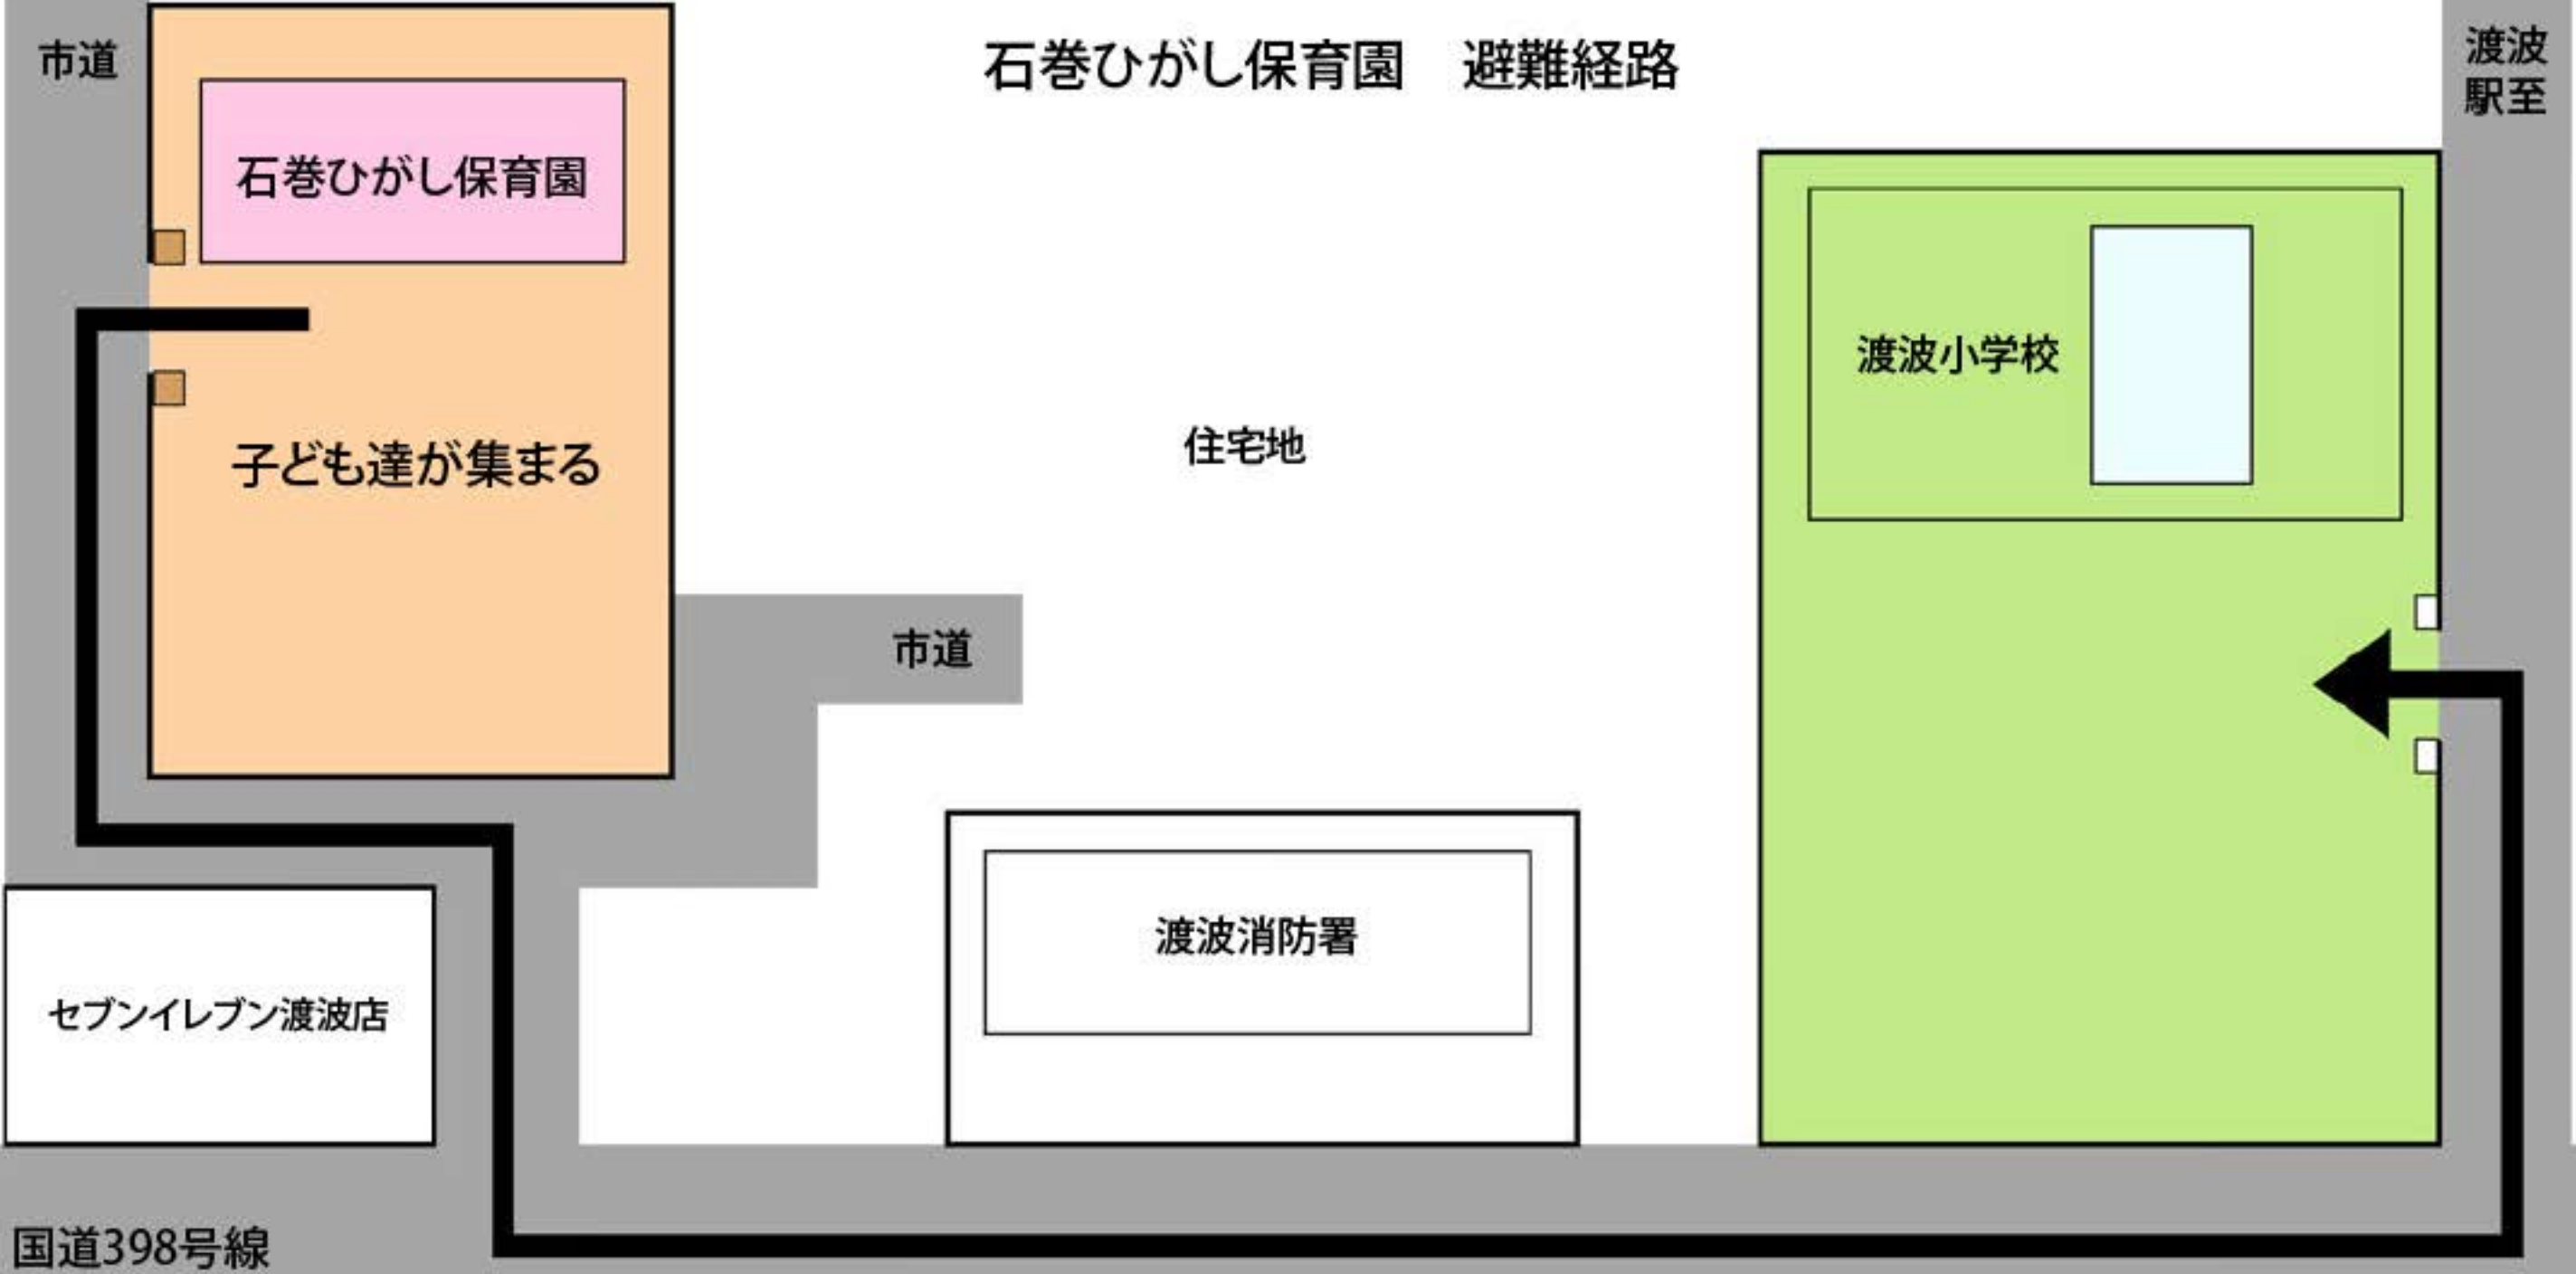 市道
石巻ひがし保育園　避難経路
渡波
駅至
石巻ひがし保育園
渡波小学校
住宅地
子ども達が集まる
市道
渡波消防署
セブンイレブン渡波店
国道398号線